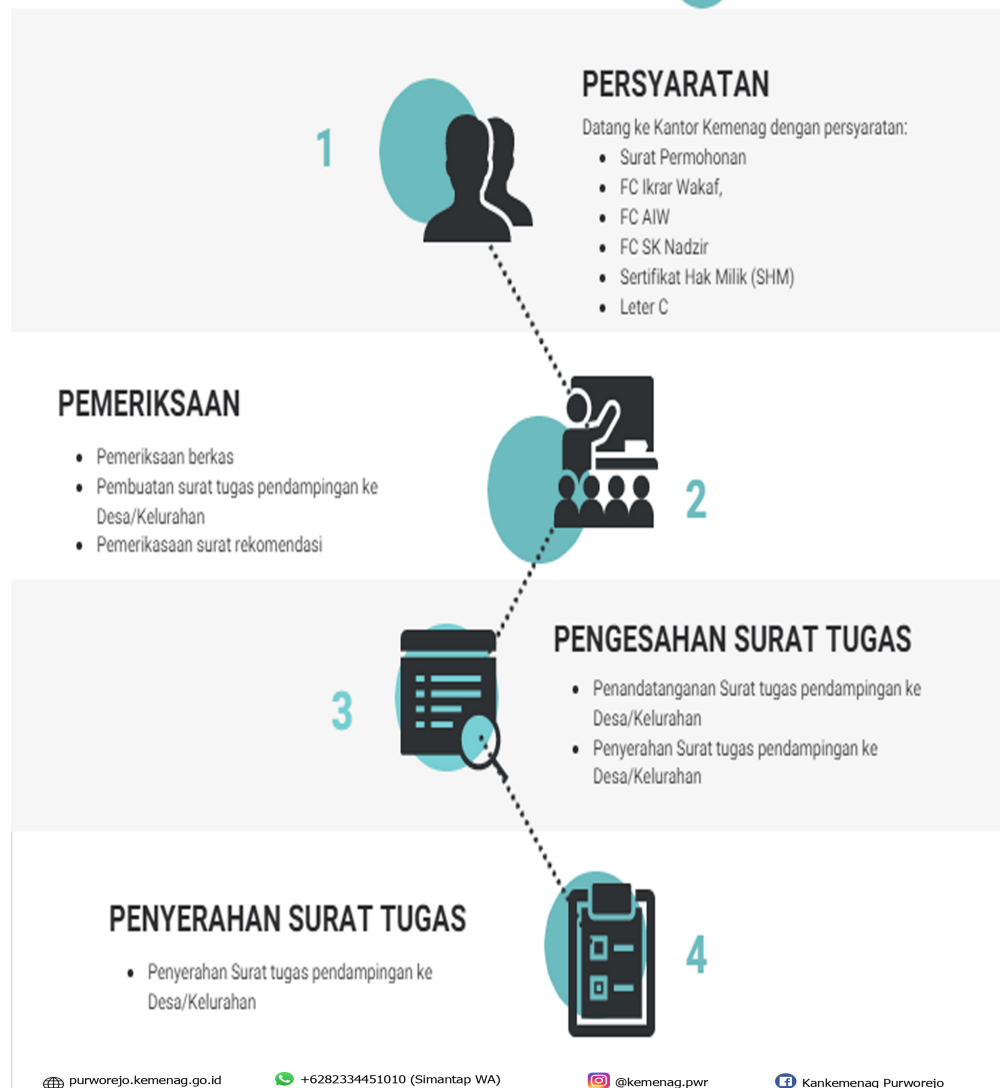 PERSYARATAN
Datang ke Kantor Kemenag dengan persyaratan:
1
• Surat Permohonan
• FC Ikrar Wakaf,
• FC AIW
• FC SK Nadzir
• Sertifikat Hak Milik (SHM)
• Leter C
PEMERIKSAAN
• Pemeriksaan berkas
• Pembuatan surat tugas pendampingan ke
Desa/Kelurahan
• Pemerikasaan surat rekomendasi
2
PENGESAHAN SURAT TUGAS
• Penandatanganan Surat tugas pendampingan ke
Desa/Kelurahan
• Penyerahan Surat tugas pendampingan ke
Desa/Kelurahan
3
PENYERAHAN SURAT TUGAS
• Penyerahan Surat tugas pendampingan ke
Desa/Kelurahan
4
purworejo.kemenag.go.id
+6282334451010 (Simantap WA)
@kemenag.pwr
Kankemenag Purworejo